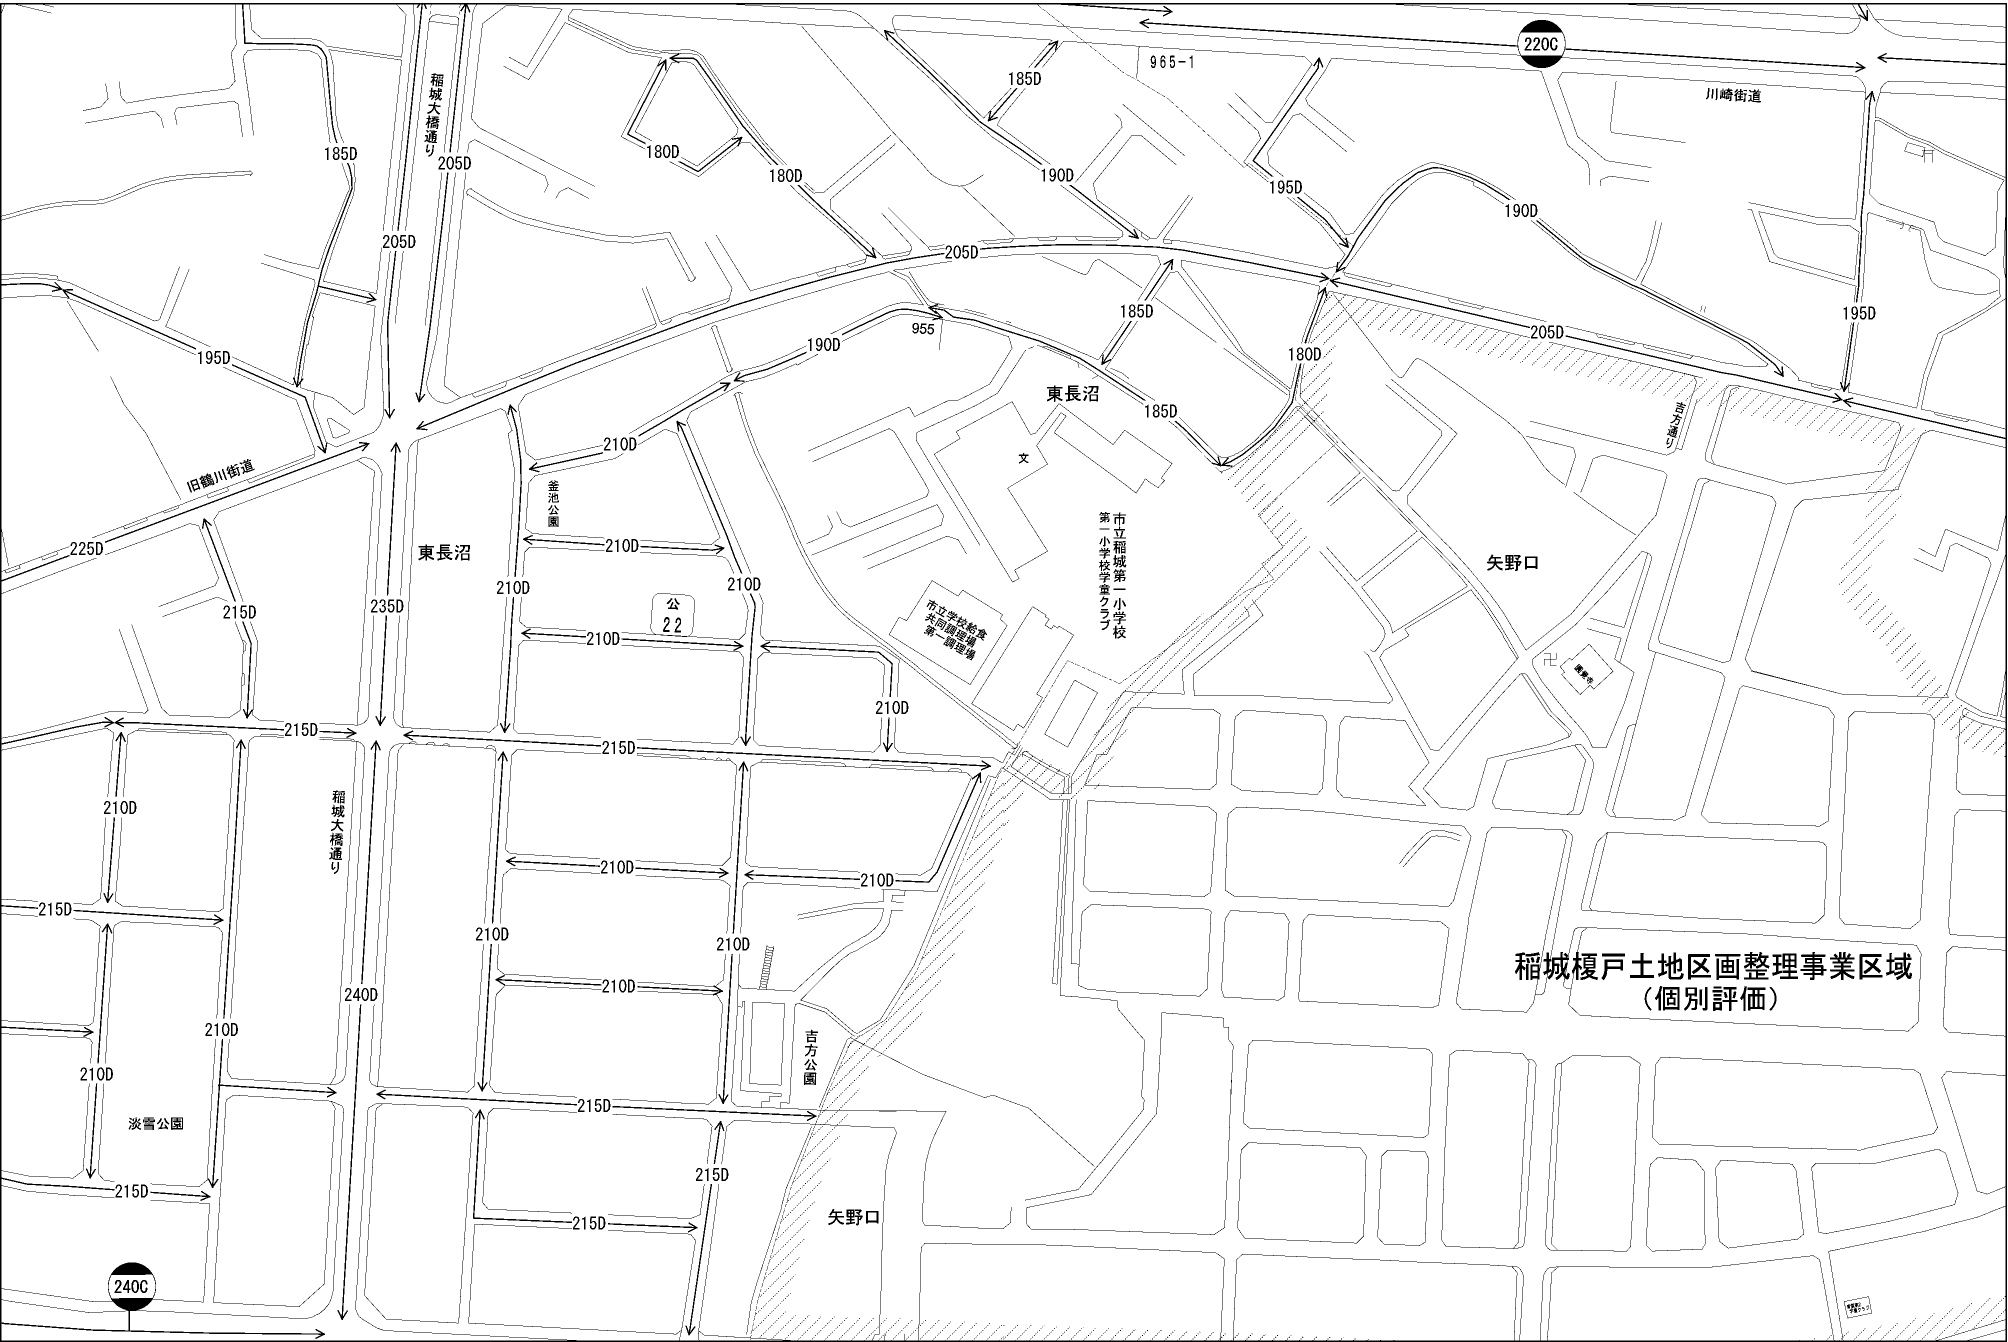 220C
965-1
川崎街道
稲城大橋通り
185D
185D
205D
180D
180D
190D
195D
190D
205D
205D
195D
195D
185D
205D
190D
955
180D
185D
東長沼
210D
吉方通り
旧鶴川街道
文
釜池公園
225D
東長沼
210D
市立稲城第一小学校
第一小学校学童クラブ
矢野口
210D
210D
235D
215D
公
22
市立学校給食
共同調理場
第一調理場
210D
210D
215D
215D
210D
稲城大橋通り
210D
210D
215D
210D
210D
210D
稲城榎戸土地区画整理事業区域
(個別評価)
240D
210D
210D
吉方公園
210D
215D
淡雪公園
215D
215D
矢野口
215D
240C